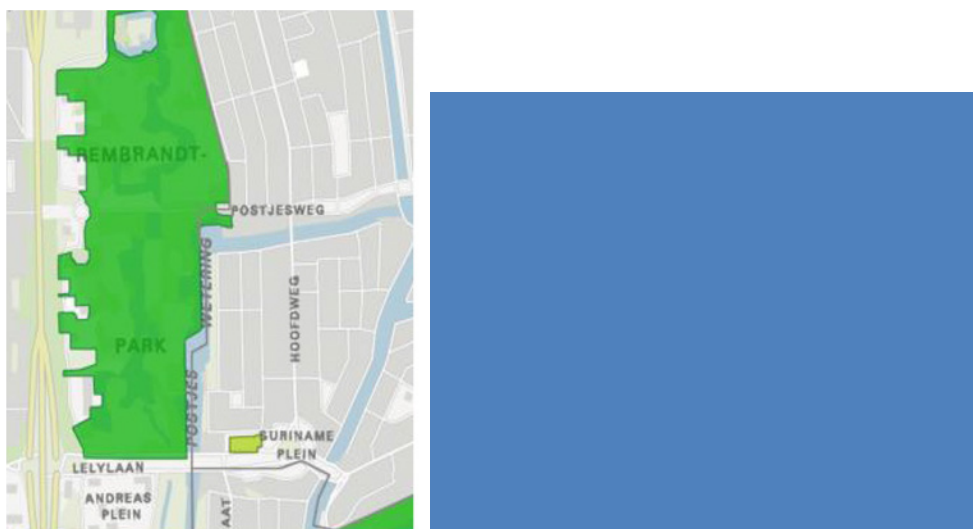 REMBRANDT-
POSTJESWEG
POSTJES WETERING
HOOFDWEG
PARK
SURINAME
PLEIN
LELYLAAN
ANDREAS
PLEIN
AAT